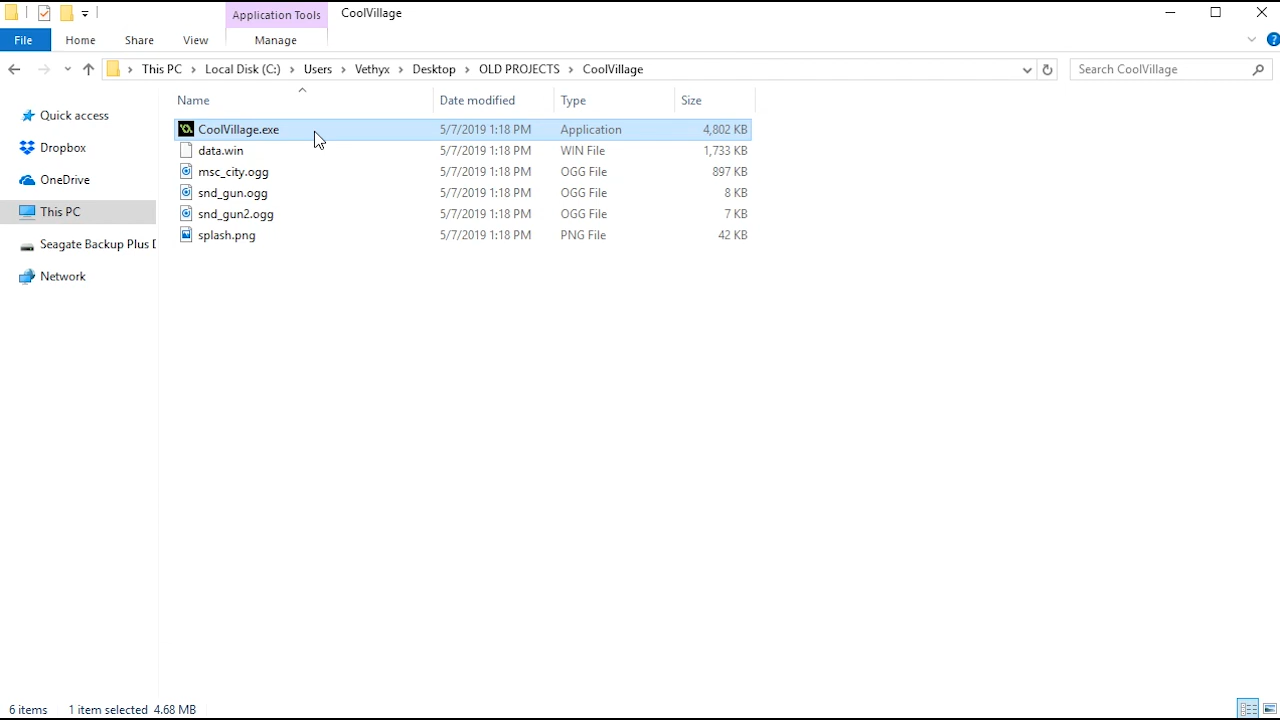 Application Tools CoolVillage
File Home Share View Manage
This PC Local Disk (C:) Users Vethyx Desktop OLD PROJECTS CoolVillage Search CoolVillage
Name Date modified Type Size
Quick access
Dropbox
OneDrive
This PC
Seagate Backup Plus D
Network
CoolVillage.exe 5/7/2019 1:18 PM Application 4,802 KB
data.win 5/7/2019 1:18 PM WIN File 1,733 KB
msc_city.ogg 5/7/2019 1:18 PM OGG File 897 KB
snd_gun.ogg 5/7/2019 1:18 PM OGG File 8 KB
snd_gun2.ogg 5/7/2019 1:18 PM OGG File 7 KB
splash.png 5/7/2019 1:18 PM PNG File 42 KB
6 items 1 item selected 4.68 MB